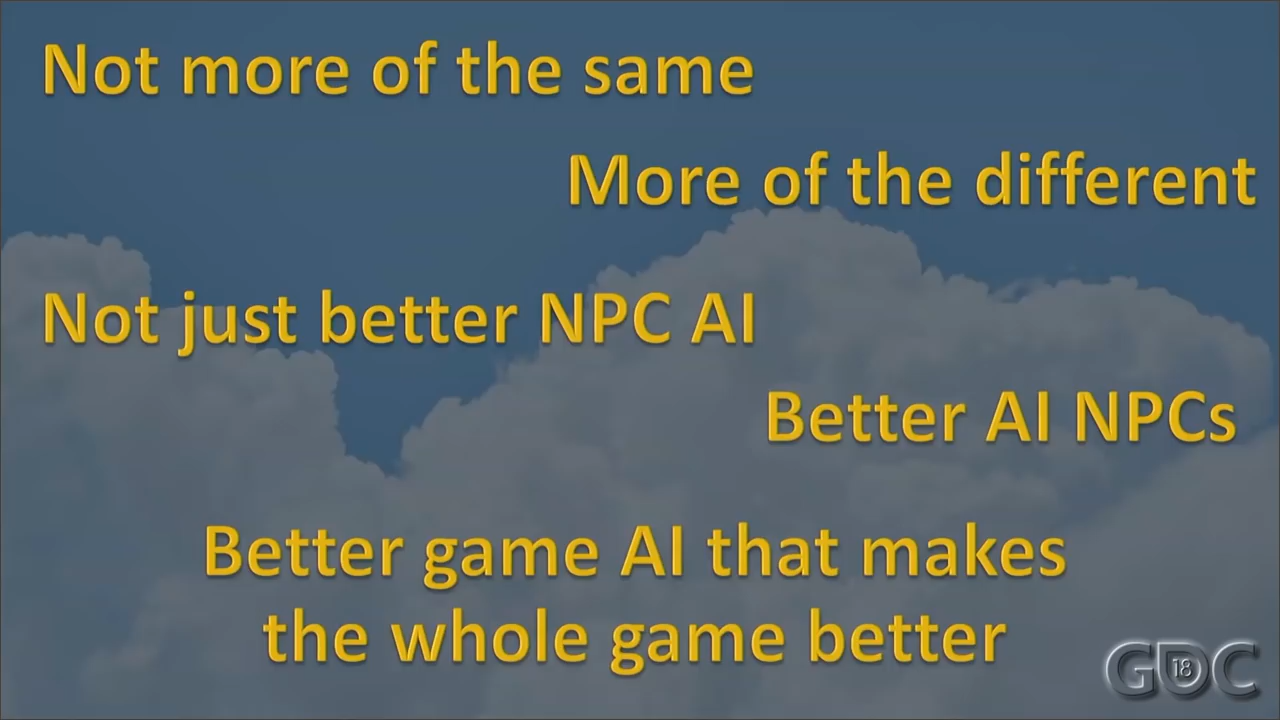 Not more of the same
More of the different
Not just better NPC AI
Better AI NPCs
Better game AI that makes
the whole game better
GDC
18